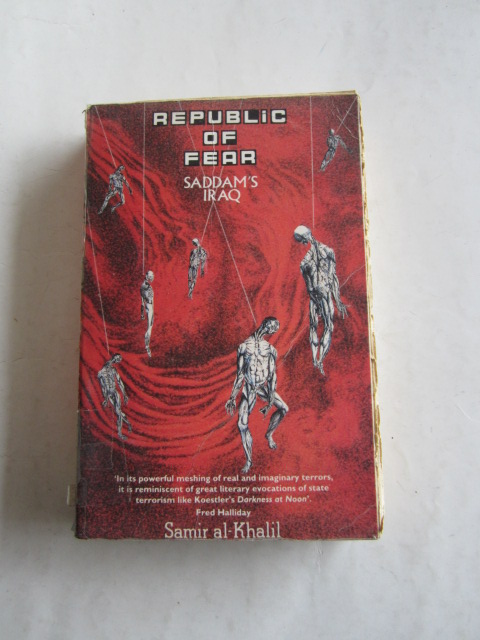 REPUBLiC
OF
FEAR
SADDAM'S
IRAQ
'In its powerful meshing of real and imaginary terrors,
it is reminiscent of great literary evocations of state
terrorism like Koestler's Darkness at Noon'.
Fred Halliday
Samir al-Khalil